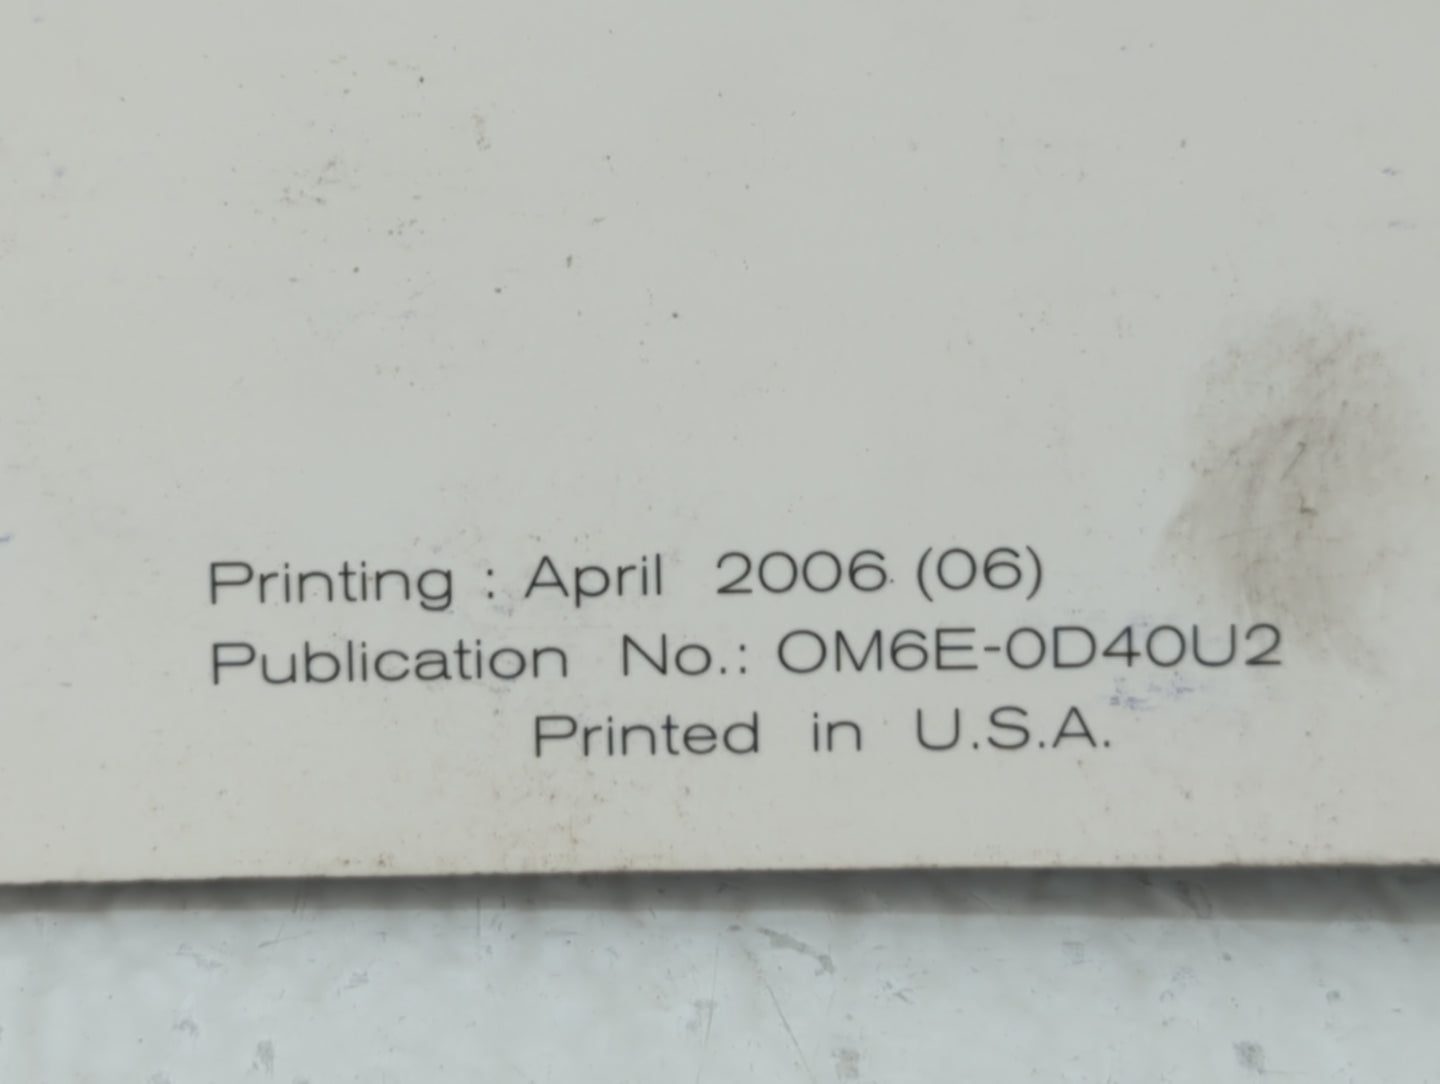 Printing : April 2006 (06)
Publication No.: OM6E-0D40U2
Printed in U.S.A.